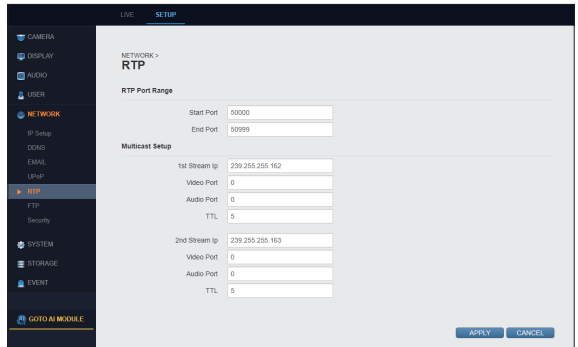 LIVE SETUP
CAMERA
DISPLAY
AUDIO
USER
NETWORK
IP Setup
DDNS
EMAIL
UPnP
RTP
FTP
Security
SYSTEM
STORAGE
EVENT
AI GOTO AI MODULE
NETWORK >
RTP
RTP Port Range
Start Port 50000
End Port 50999
Multicast Setup
1st Stream Ip 239.255.255.162
Video Port 0
Audio Port 0
TTL 5
2nd Stream Ip 239.255.255.163
Video Port 0
Audio Port 0
TTL 5
APPLY CANCEL